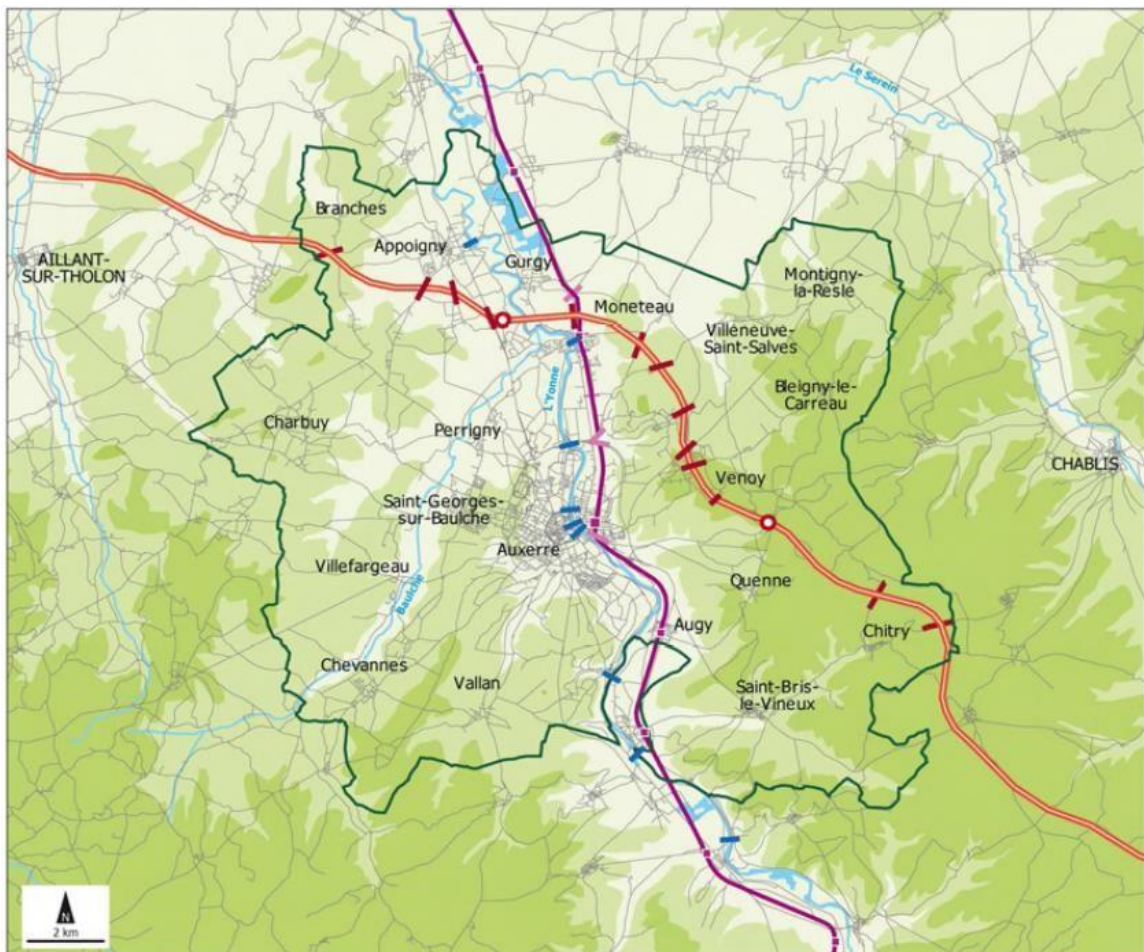 Le Serein
Branches
Appoigny
AILLANT-
SUR-THOLON
Gurgy
Montigny-
la-Resle
Moneteau
Villeneuve-
Saint-Salves
L'Yonne
Bleigny-le-
Carreau
Charbuy
Perrigny
CHABLIS
Venoy
Saint-Georges-
sur-Baulche
Auxerre
Villefargeau
Baulche
Quenne
Augy
Chitry
Chevannes
Vallan
Saint-Bris-
le-Vineux
N
2 km